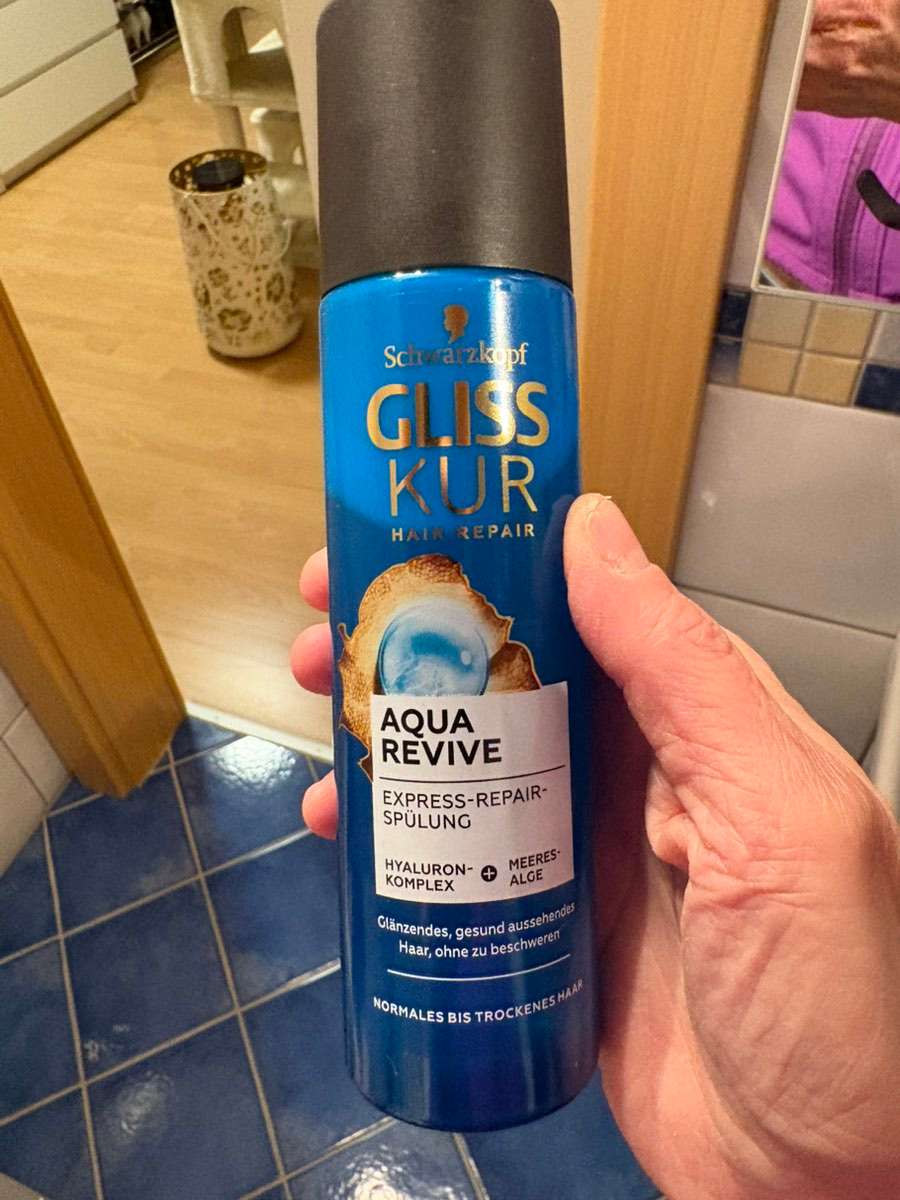 Schwarzkopf
GLISS
KUR
HAIR REPAIR
AQUA
REVIVE
EXPRESS-REPAIR-
SPÜLUNG
HYALURON-
KOMPLEX
+
MEERES-
ALGE
Glänzendes, gesund aussehendes
Haar, ohne zu beschweren
NORMALES BIS TROCKENES HAAR